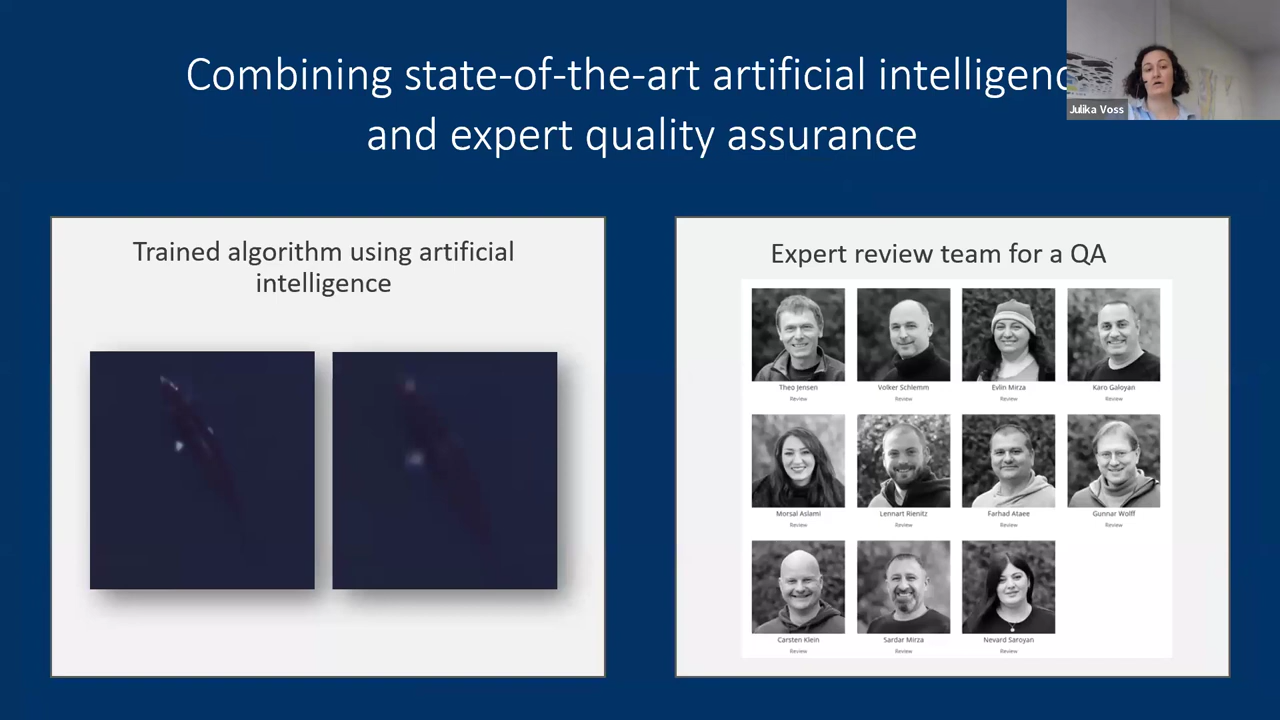 Combining state-of-the-art artificial intelligenc
and expert quality assurance
Julika Voss
Trained algorithm using artificial
intelligence
Expert review team for a QA
Theo Jensen
Review
Volker Schlemm
Review
Evlin Mirza
Review
Karo Galoyan
Review
Morsal Aslami
Review
Lennart Rienitz
Review
Farhad Ataee
Review
Gunnar Wolff
Review
Carsten Klein
Review
Sardar Mirza
Review
Nevard Saroyan
Review